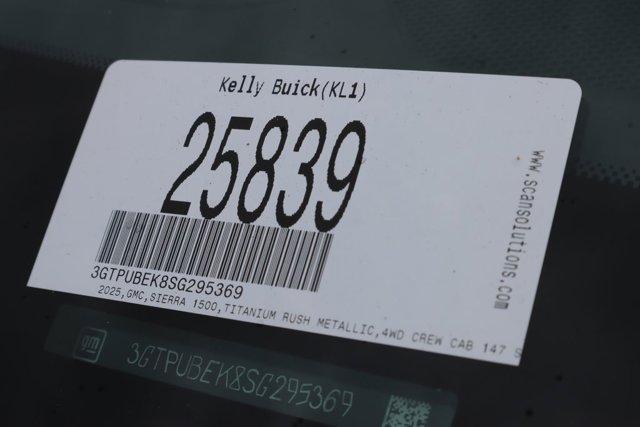 Kelly Buick(KL1)
25839
www.scansolutions.com
3GTPUBEK8SG295369
2025,GMC,SIERRA 1500,TITANIUM RUSH METALLIC,4WD CREW CAB 147 S
gm
3GTPUBEK8SG295369